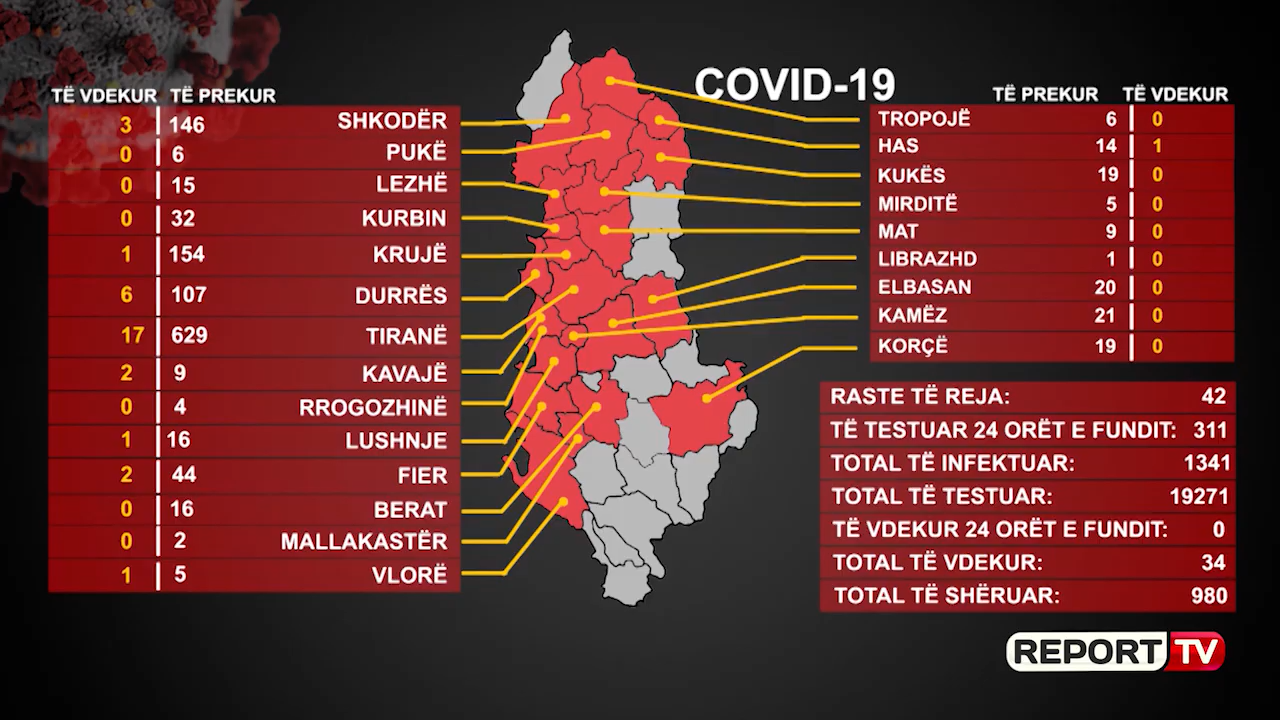 COVID-19
TË VDEKUR TË PREKUR
3 146 SHKODËR
0 6 PUKË
0 15 LEZHË
0 32 KURBIN
1 154 KRUJË
6 107 DURRËS
17 629 TIRANË
2 9 KAVAJË
0 4 RROGOZHINË
1 16 LUSHNJE
2 44 FIER
0 16 BERAT
0 2 MALLAKASTËR
1 5 VLORË
TË PREKUR TË VDEKUR
TROPOJË 6 0
HAS 14 1
KUKËS 19 0
MIRDITË 5 0
MAT 9 0
LIBRAZHD 1 0
ELBASAN 20 0
KAMËZ 21 0
KORÇË 19 0
RASTE TË REJA: 42
TË TESTUAR 24 ORËT E FUNDIT: 311
TOTAL TË INFEKTUAR: 1341
TOTAL TË TESTUAR: 19271
TË VDEKUR 24 ORËT E FUNDIT: 0
TOTAL TË VDEKUR: 34
TOTAL TË SHËRUAR: 980
REPORT TV